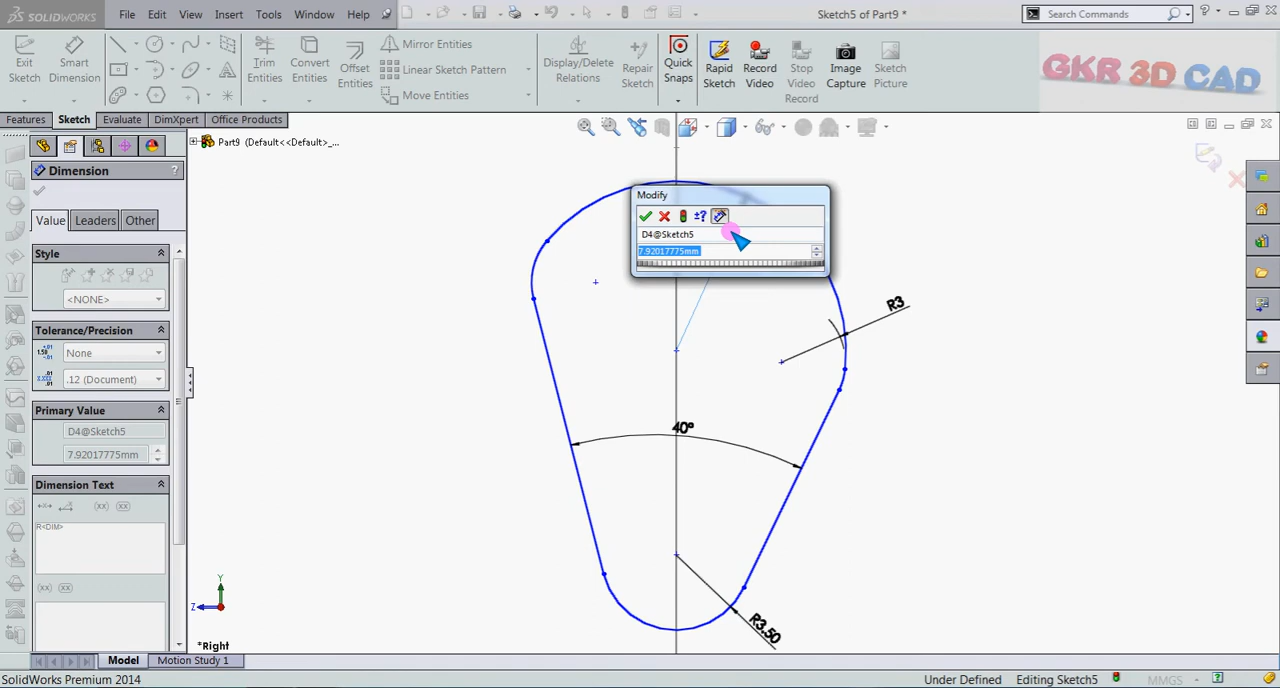 SOLIDWORKS
File Edit View Insert Tools Window Help
Sketch5 of Part9 *
Search Commands
Exit Sketch
Smart Dimension
Trim Entities
Convert Entities
Offset Entities
Mirror Entities
Linear Sketch Pattern
Move Entities
Display/Delete Relations
Repair Sketch
Quick Snaps
Rapid Sketch
Record Video
Stop Video Record
Image Capture
Sketch Picture
GKR 3D CAD
Features Sketch Evaluate DimXpert Office Products
Part9 (Default<<Default>_...
Dimension
?
Value Leaders Other
Style
<NONE>
Tolerance/Precision
None
.12 (Document)
Primary Value
D4@Sketch5
7.92017775mm
Dimension Text
R<DIM>
Modify
D4@Sketch5
7.92017775mm
R3
40°
R3.50
Y
Z
*Right
Model Motion Study 1
SolidWorks Premium 2014
Under Defined Editing Sketch5 MMGS